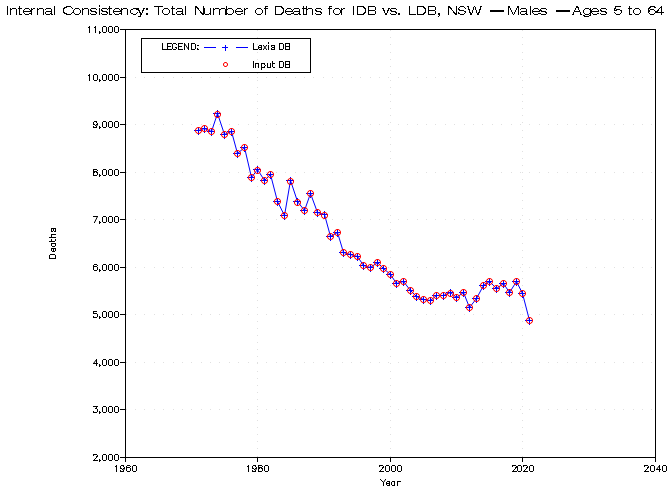 Internal Consistency: Total Number of Deaths for IDB vs. LDB, NSW — Males — Ages 5 to 64
11,000
LEGEND: Lexis DB
Input DB
10,000
9,000
8,000
7,000
Deaths
6,000
5,000
4,000
3,000
2,000
1960 1980 2000 2020 2040
Year